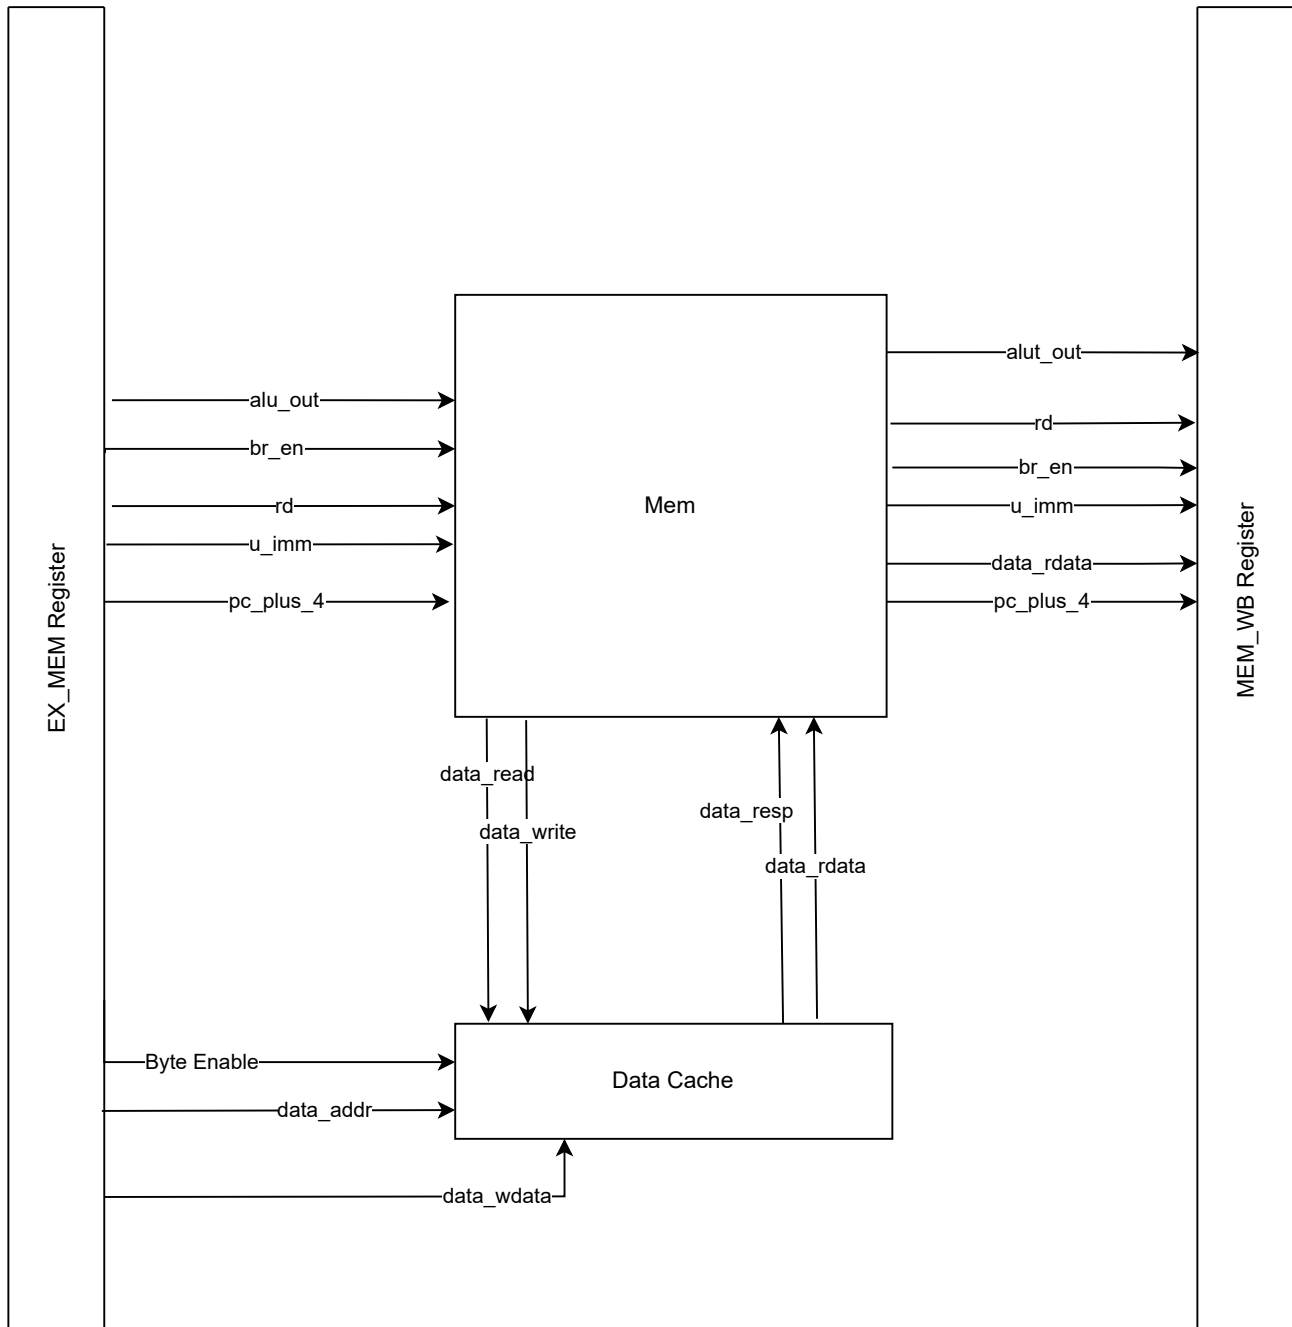 EX_MEM Register
alu_out
br_en
rd
u_imm
pc_plus_4
Mem
alut_out
rd
br_en
u_imm
data_rdata
pc_plus_4
MEM_WB Register
data_read
data_write
data_resp
data_rdata
Byte Enable
data_addr
Data Cache
data_wdata